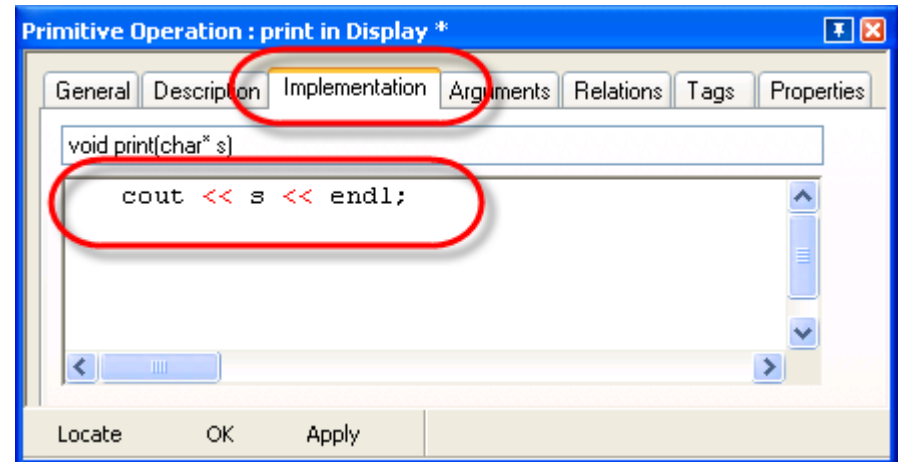 Primitive Operation : print in Display *
General Description Implementation Arguments Relations Tags Properties
void print(char* s)
cout << s << endl;
Locate OK Apply